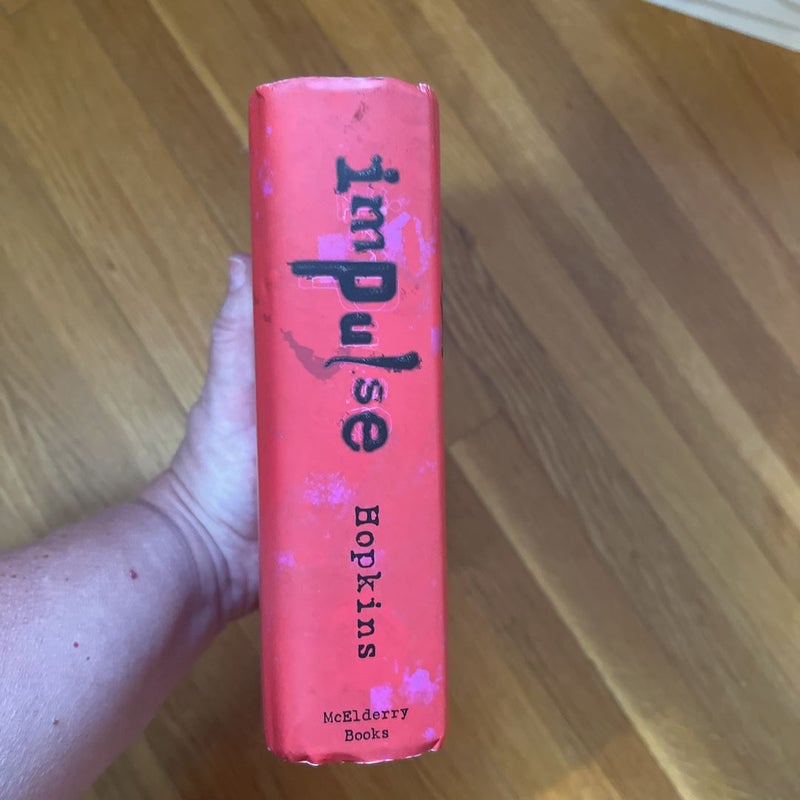 impulse
Hopkins
McElderry
Books